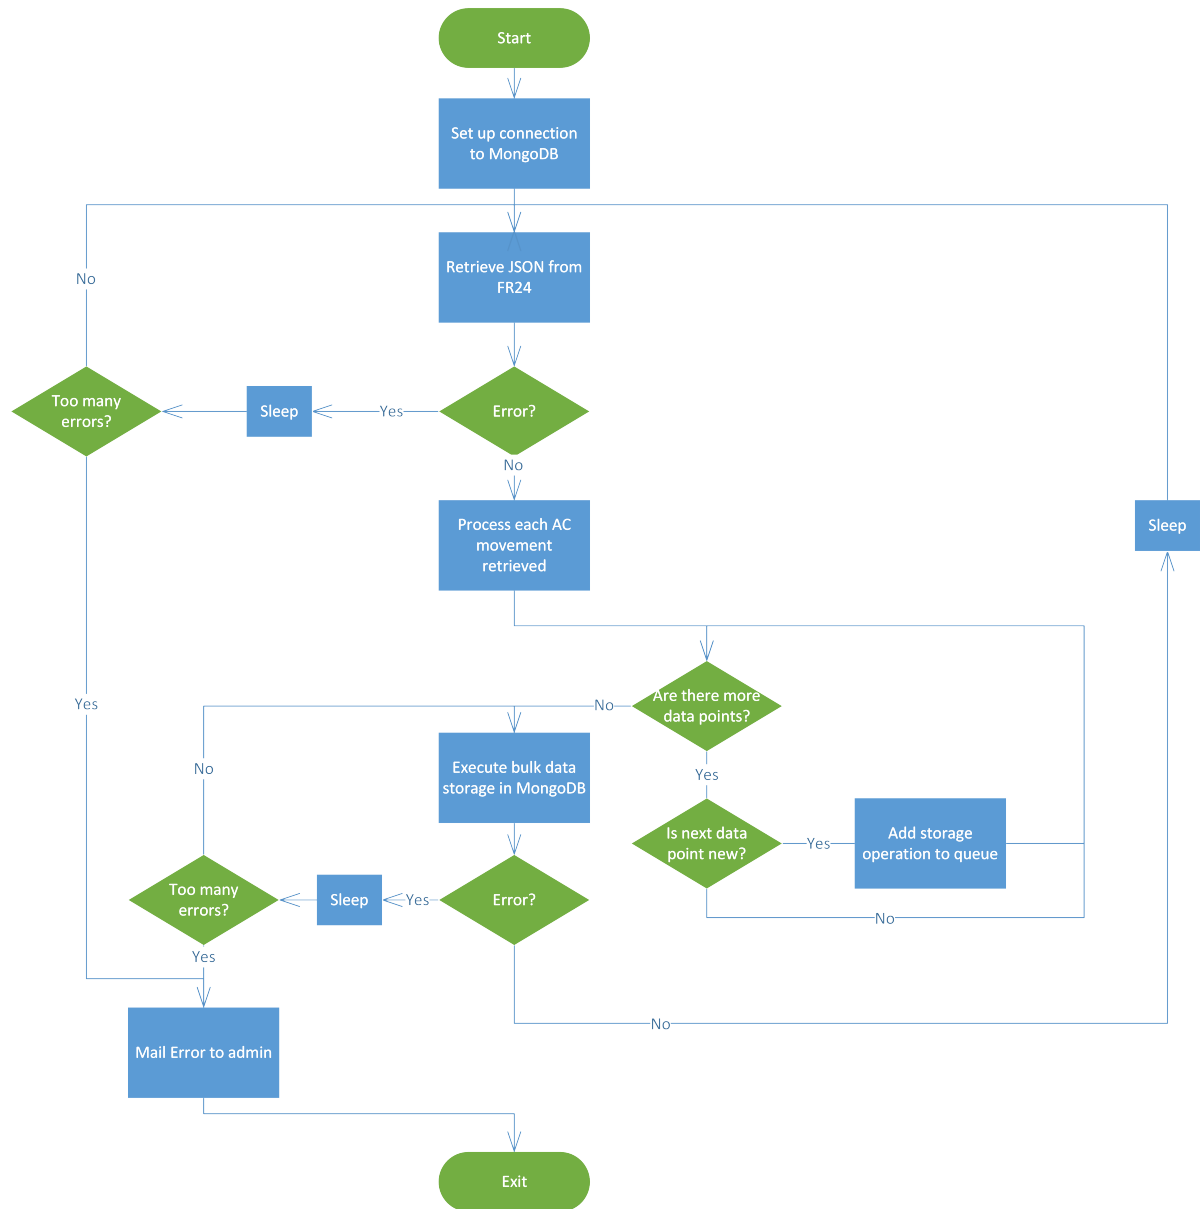 Start
Set up connection
to MongoDB
No
Retrieve JSON from
FR24
Too many
errors?
Sleep
Yes
Error?
No
Process each AC
movement
retrieved
Sleep
Yes
No
Are there more
data points?
No
Execute bulk data
storage in MongoDB
Yes
Is next data
point new?
Yes
Add storage
operation to queue
Too many
errors?
Sleep
Yes
Error?
No
Yes
No
Mail Error to admin
Exit